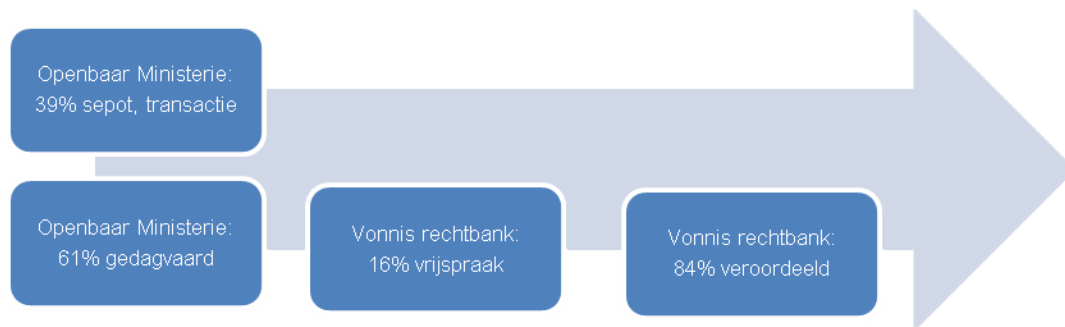 Openbaar Ministerie:
39% sepot, transactie
Openbaar Ministerie:
61% gedagvaard
Vonnis rechtbank:
16% vrijspraak
Vonnis rechtbank:
84% veroordeeld